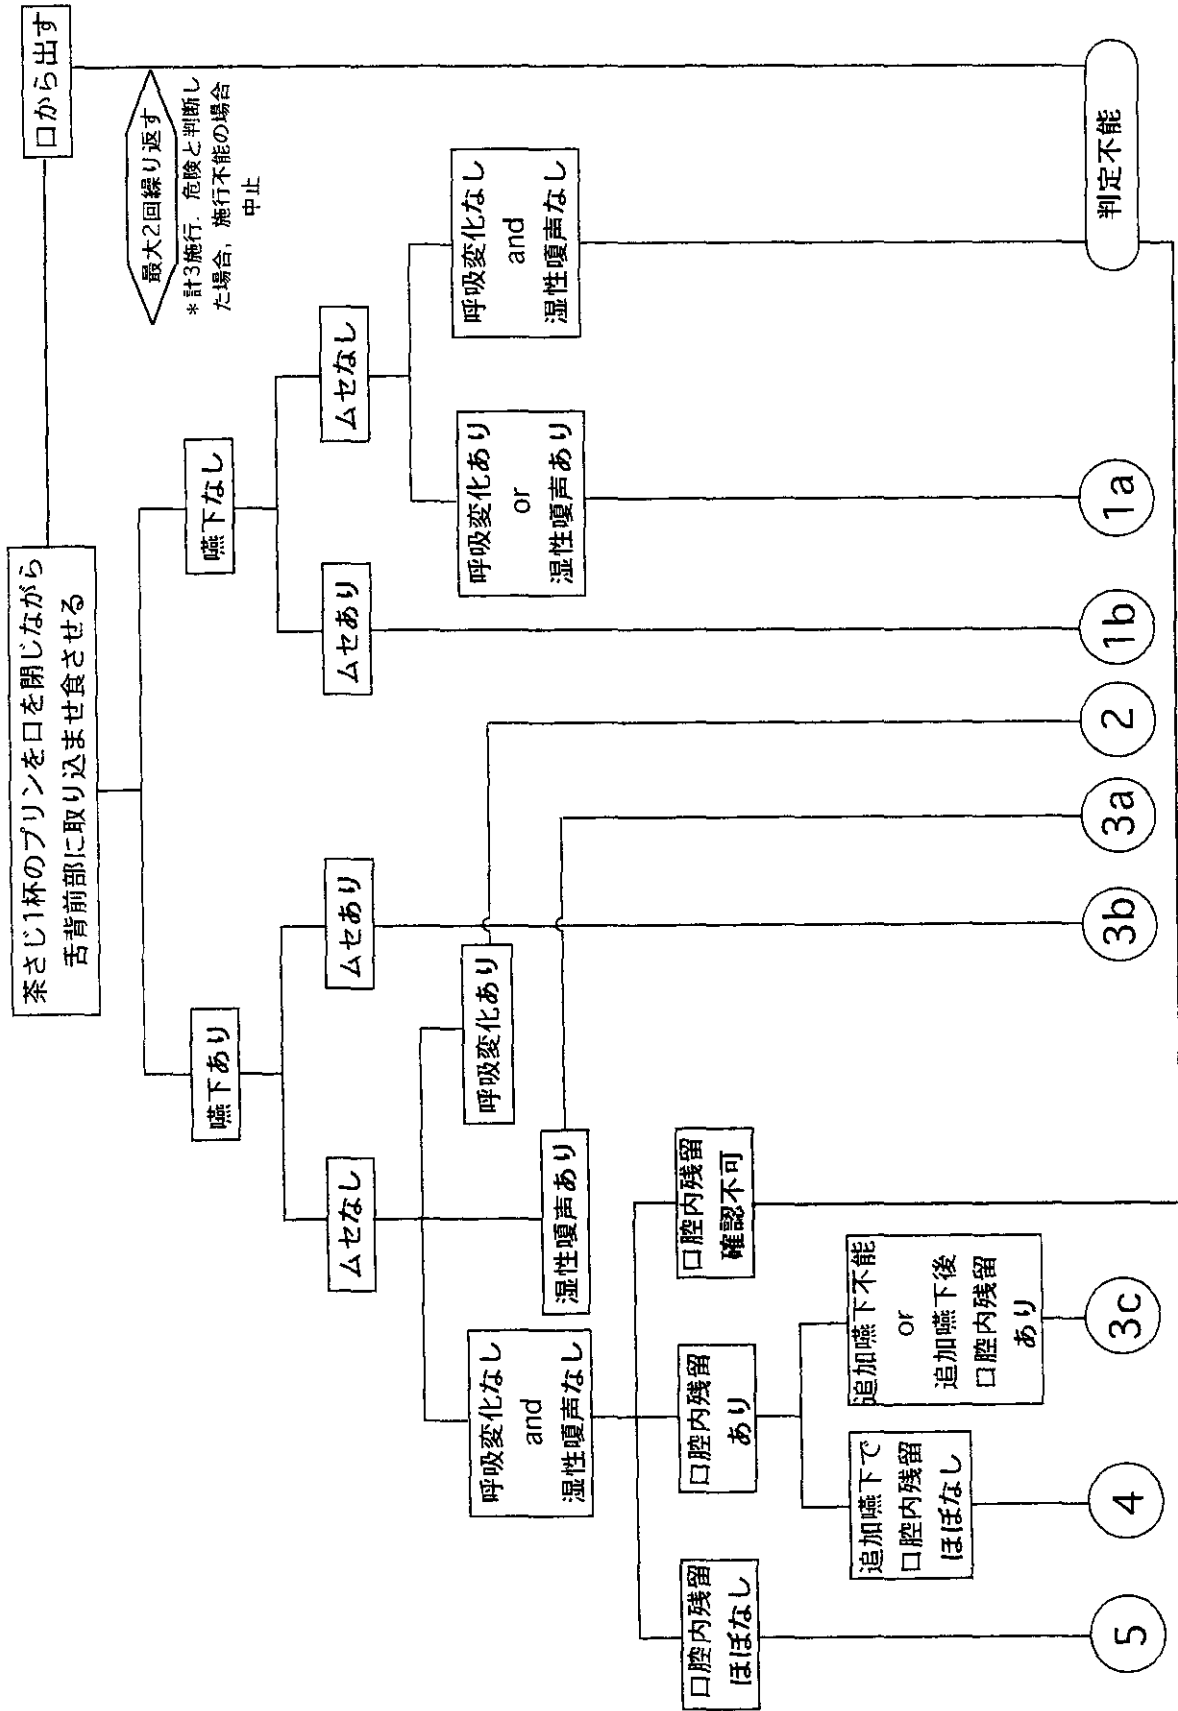 茶さじ1杯のプリンを口を閉じながら
舌背前部に取り込ませ食させる
口から出す
最大2回繰り返す
*計3施行．危険と判断し
た場合，施行不能の場合
中止
嚥下あり
嚥下なし
ムセなし
ムセあり
ムセあり
ムセなし
呼吸変化なし
and
湿性嗄声なし
湿性嗄声あり
呼吸変化あり
呼吸変化あり
or
湿性嗄声あり
呼吸変化なし
and
湿性嗄声なし
口腔内残留
ほぼなし
口腔内残留
あり
口腔内残留
確認不可
追加嚥下で
口腔内残留
ほぼなし
追加嚥下不能
or
追加嚥下後
口腔内残留
あり
5
4
3c
3b
3a
2
1b
1a
判定不能